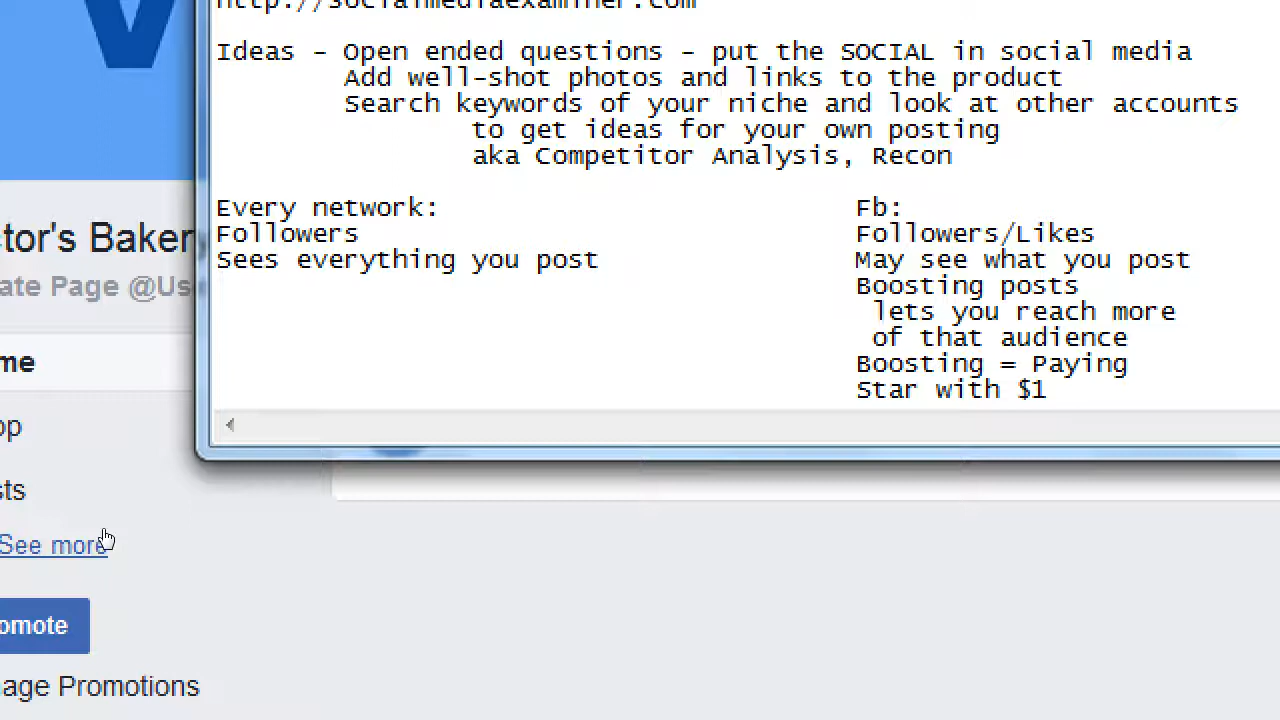 http://socialmediaexaminer.com
Ideas - Open ended questions - put the SOCIAL in social media
Add well-shot photos and links to the product
Search keywords of your niche and look at other accounts
to get ideas for your own posting
aka Competitor Analysis, Recon
Every network:
Followers
Sees everything you post
Fb:
Followers/Likes
May see what you post
Boosting posts
lets you reach more
of that audience
Boosting = Paying
Star with $1
tor's Baker
ate Page @Us
me
op
sts
See more
omote
age Promotions